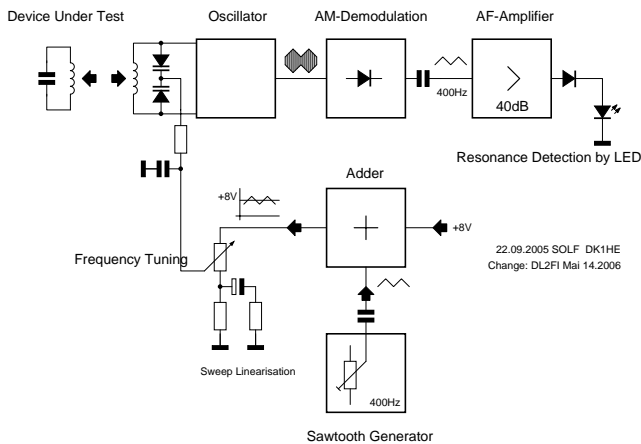 Device Under Test
Oscillator
AM-Demodulation
AF-Amplifier
400Hz
40dB
Resonance Detection by LED
Adder
+8V
+8V
22.09.2005 SOLF DK1HE
Change: DL2FI Mai 14.2006
Frequency Tuning
Sweep Linearisation
400Hz
Sawtooth Generator